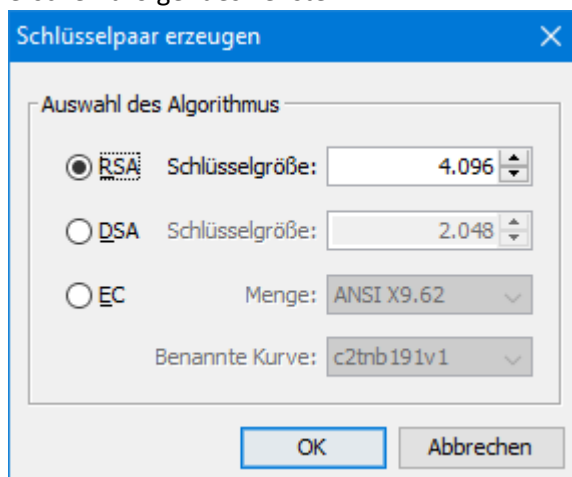 Schlüsselpaar erzeugen
Auswahl des Algorithmus
RSA Schlüsselgröße: 4.096
DSA Schlüsselgröße: 2.048
EC Menge: ANSI X9.62
Benannte Kurve: c2tnb191v1
OK Abbrechen